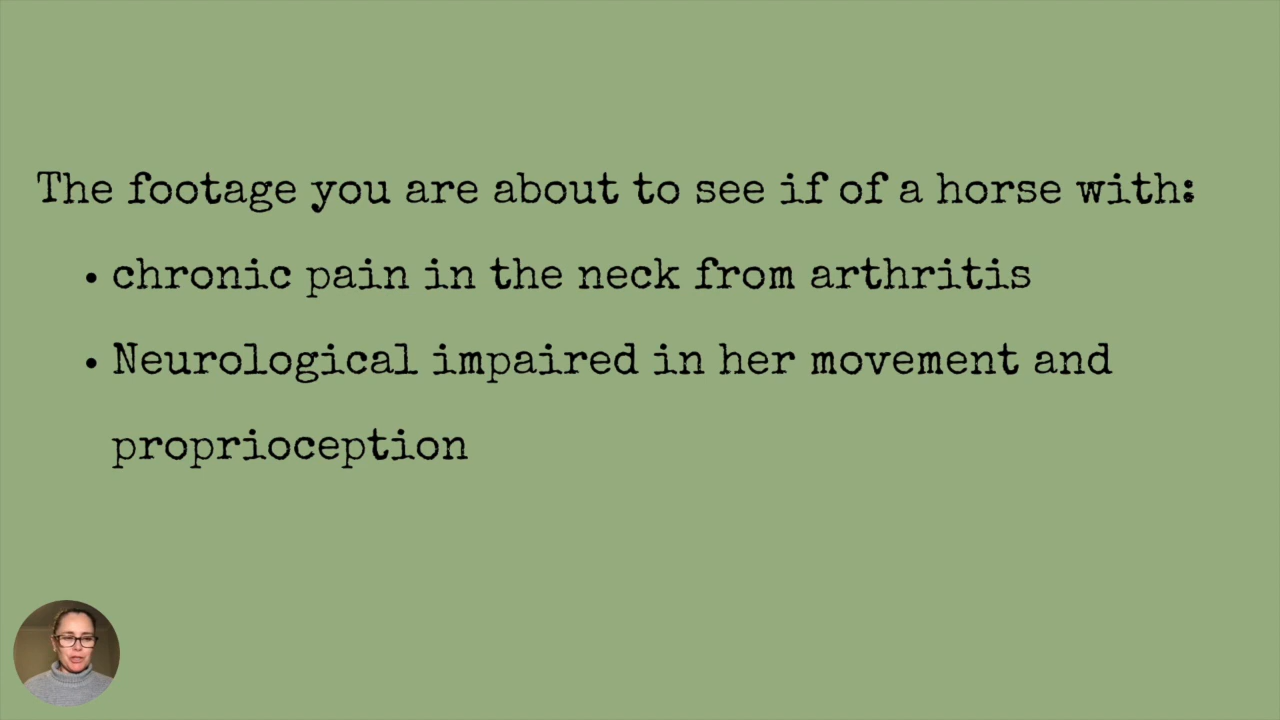 The footage you are about to see if of a horse with:
• chronic pain in the neck from arthritis
• Neurological impaired in her movement and
proprioception